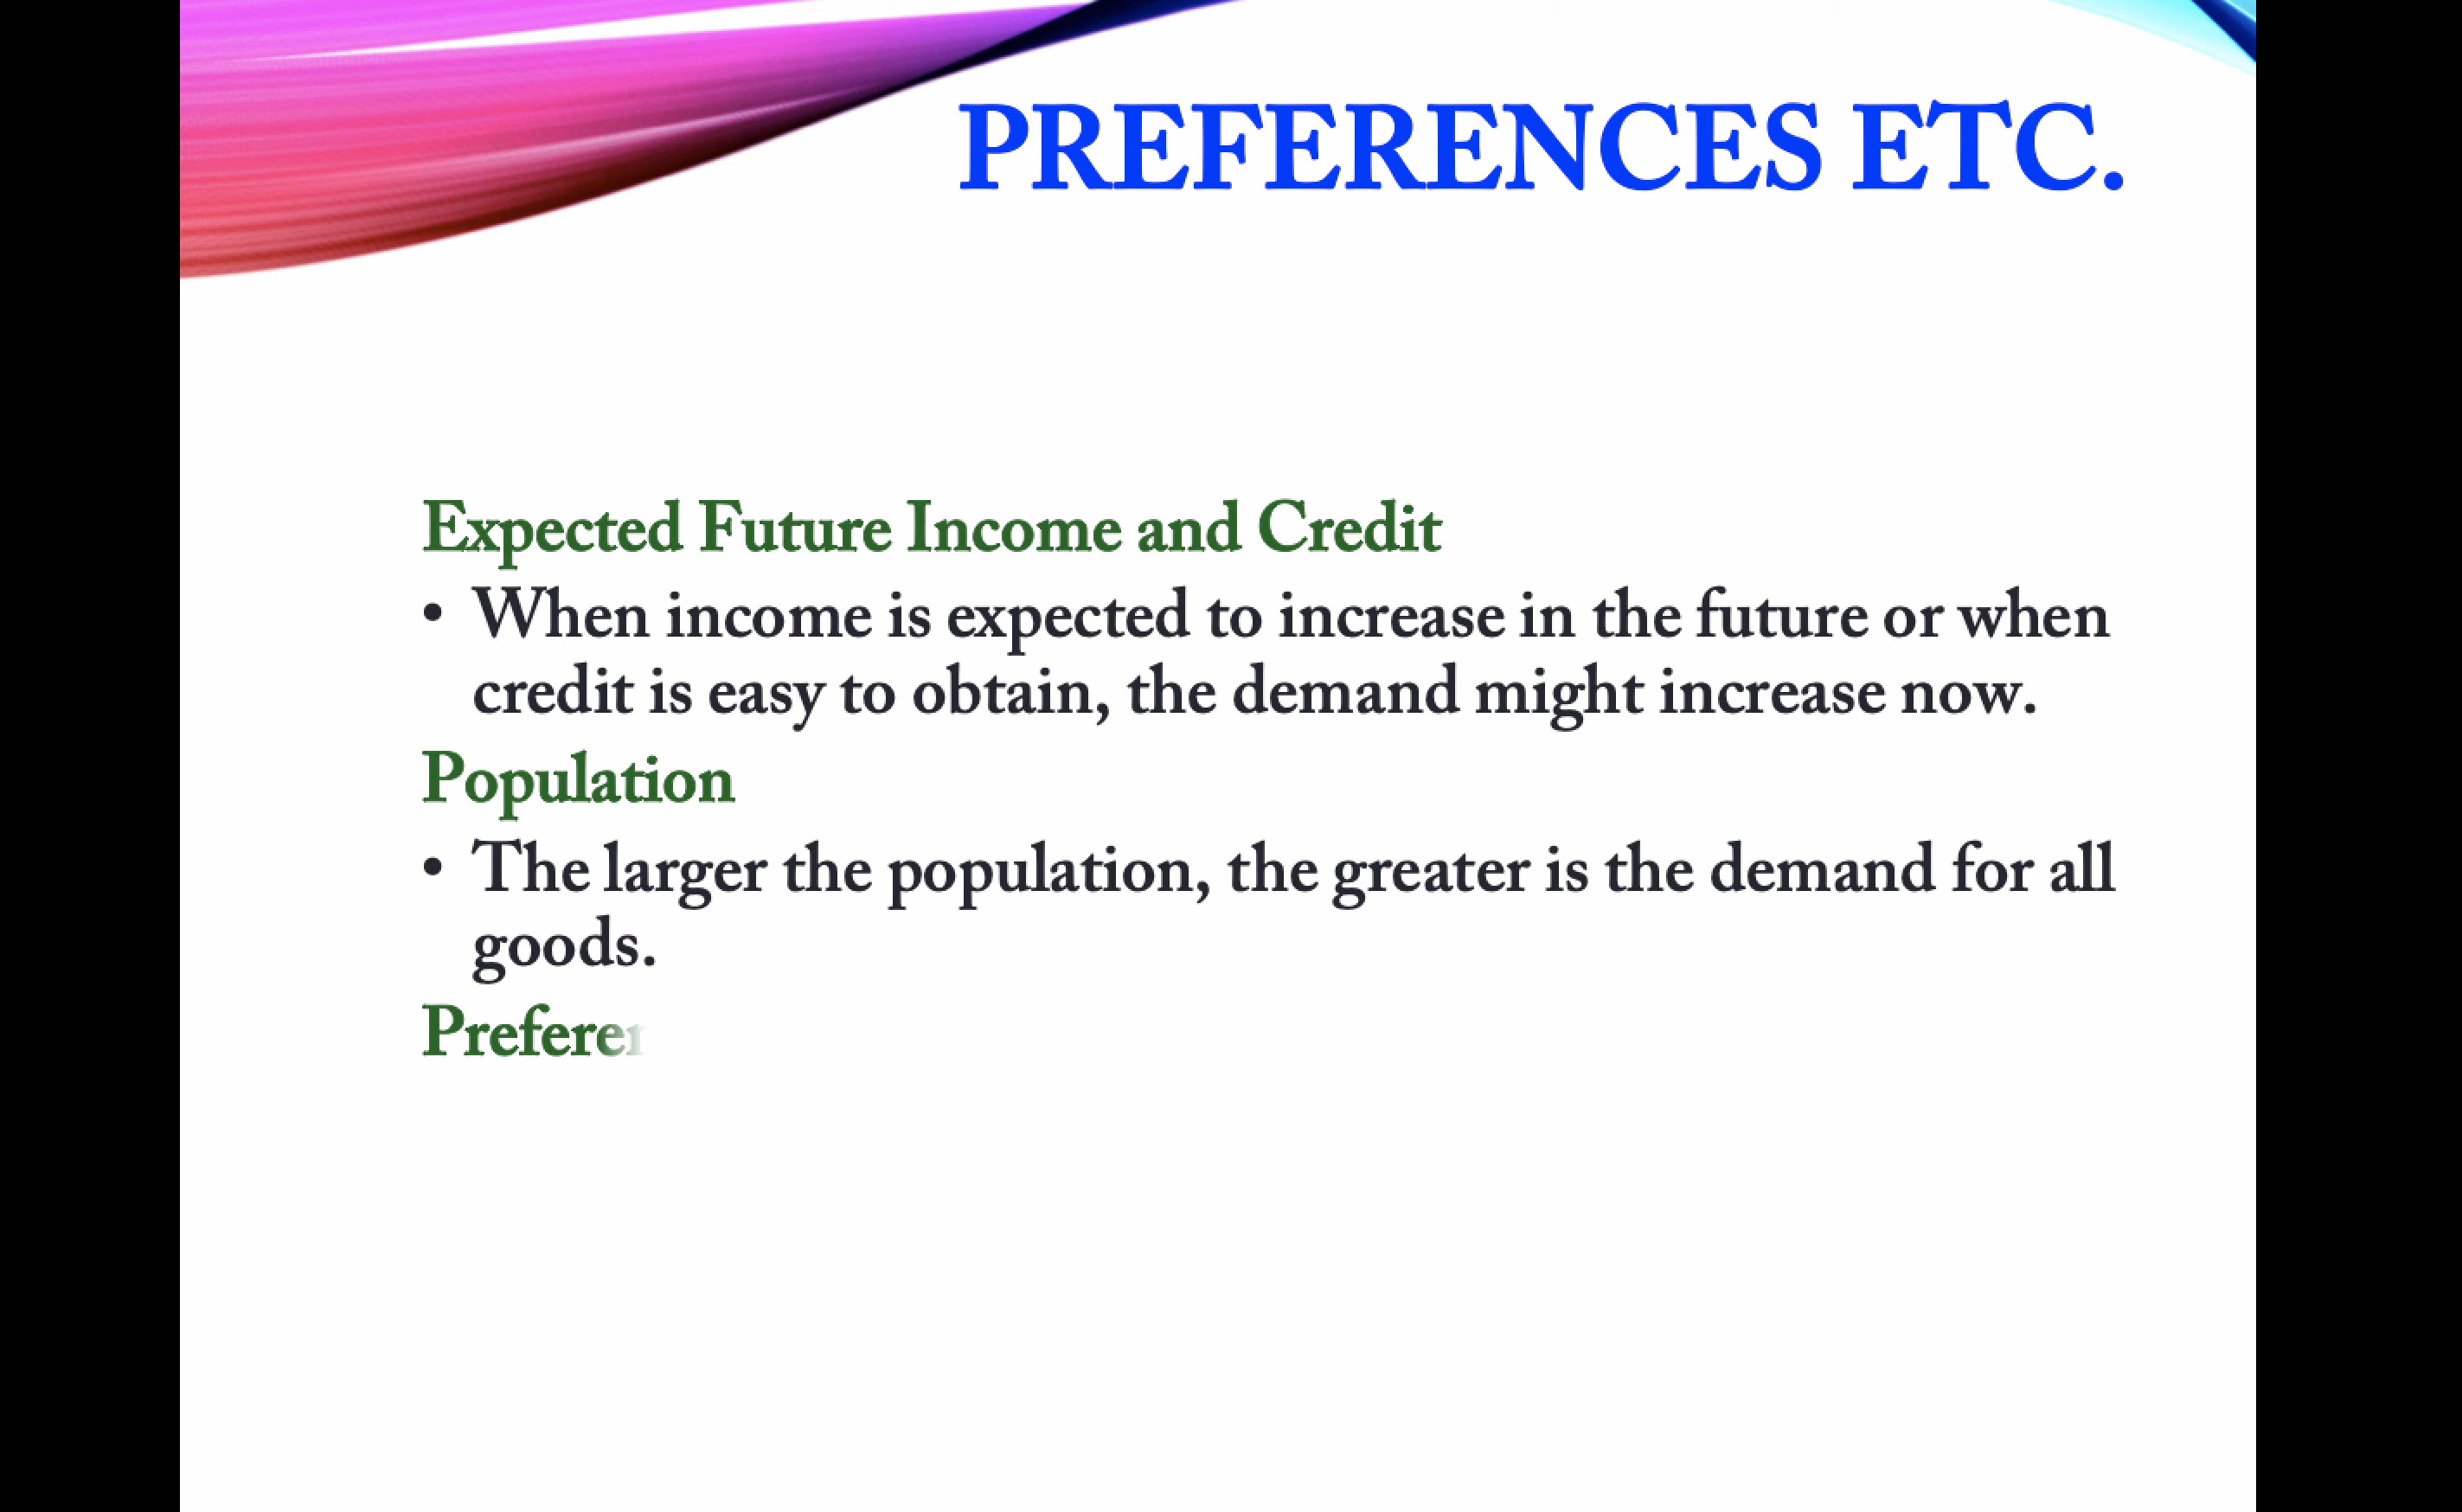 PREFERENCES ETC.
Expected Future Income and Credit
• When income is expected to increase in the future or when
credit is easy to obtain, the demand might increase now.
Population
• The larger the population, the greater is the demand for all
goods.